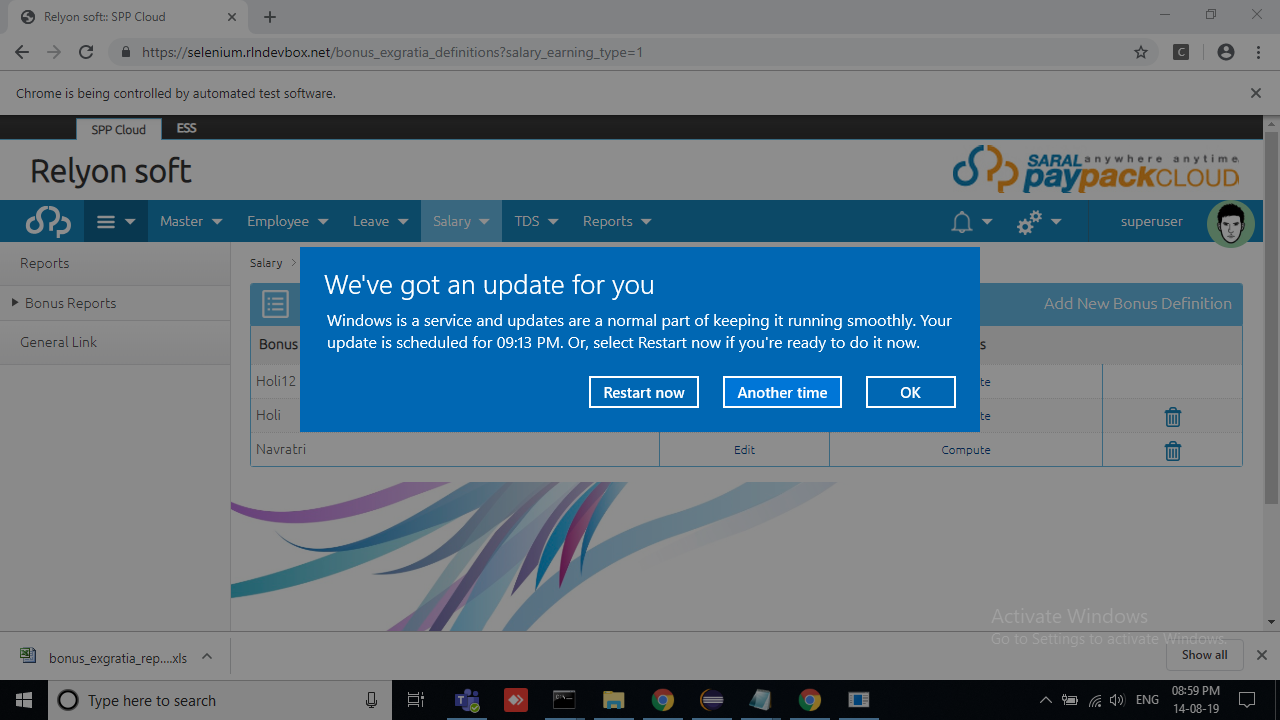 Relyon soft:: SPP Cloud
https://selenium.rlndevbox.net/bonus_exgratia_definitions?salary_earning_type=1
C
Chrome is being controlled by automated test software.
SPP Cloud ESS
Relyon soft
SARAL anywhere anytime
paypackCLOUD
Master Employee Leave Salary TDS Reports superuser
Reports
Salary
Bonus Reports
General Link
Add New Bonus Definition
Bonus
We've got an update for you
Windows is a service and updates are a normal part of keeping it running smoothly. Your
update is scheduled for 09:13 PM. Or, select Restart now if you're ready to do it now.
Restart now Another time OK
Holi12
Holi
Navratri Edit Compute
Activate Windows
Go to Settings to activate Windows.
bonus_exgratia_rep....xls Show all
Type here to search
ENG
08:59 PM
14-08-19